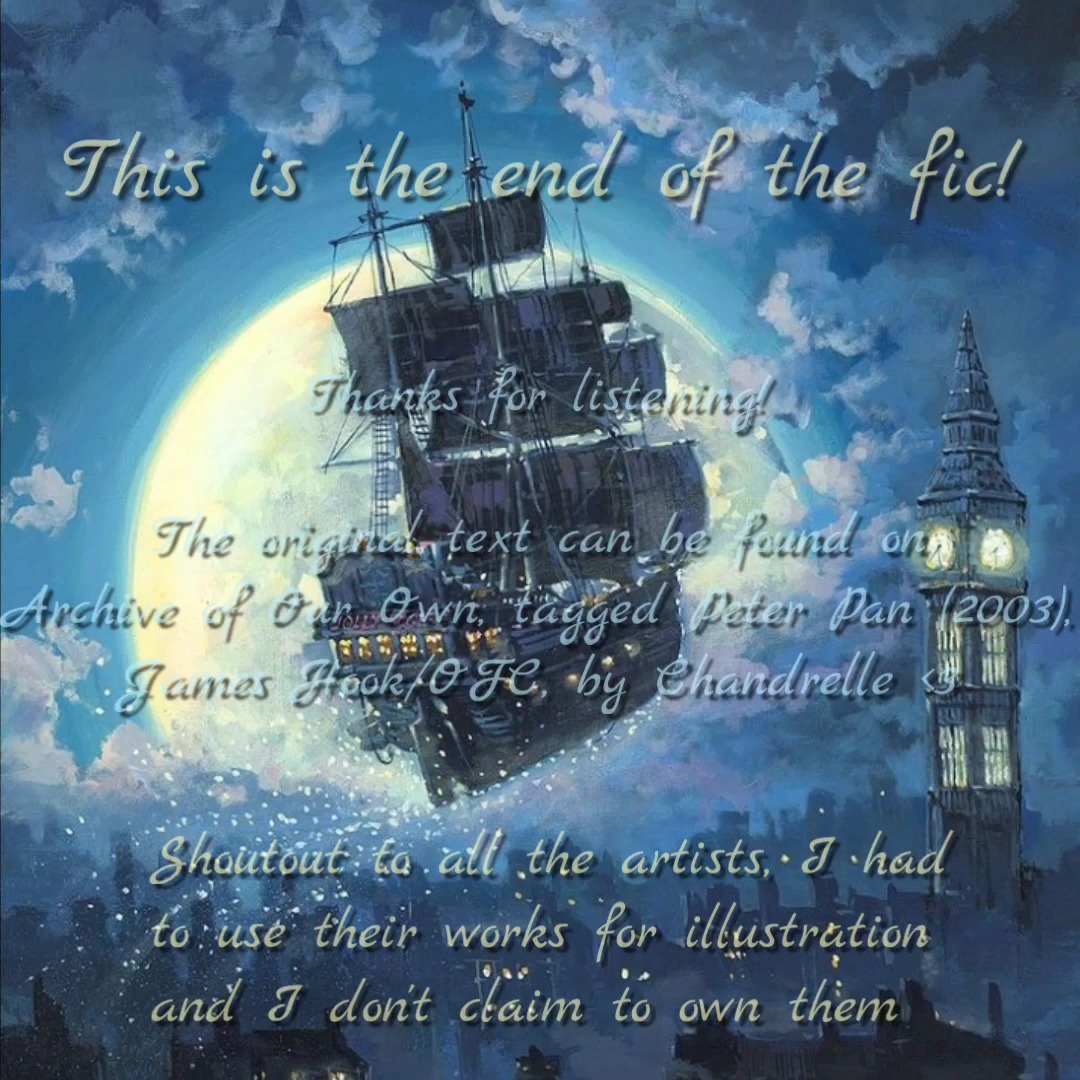 This is the end of the fic!
Thanks for listening!
The original text can be found on,
Archive of Our Own, tagged Peter Pan (2003),
James Hook/OFC, by Chandrelle <3
Shoutout to all the artists, I had
to use their works for illustration
and I don't claim to own them